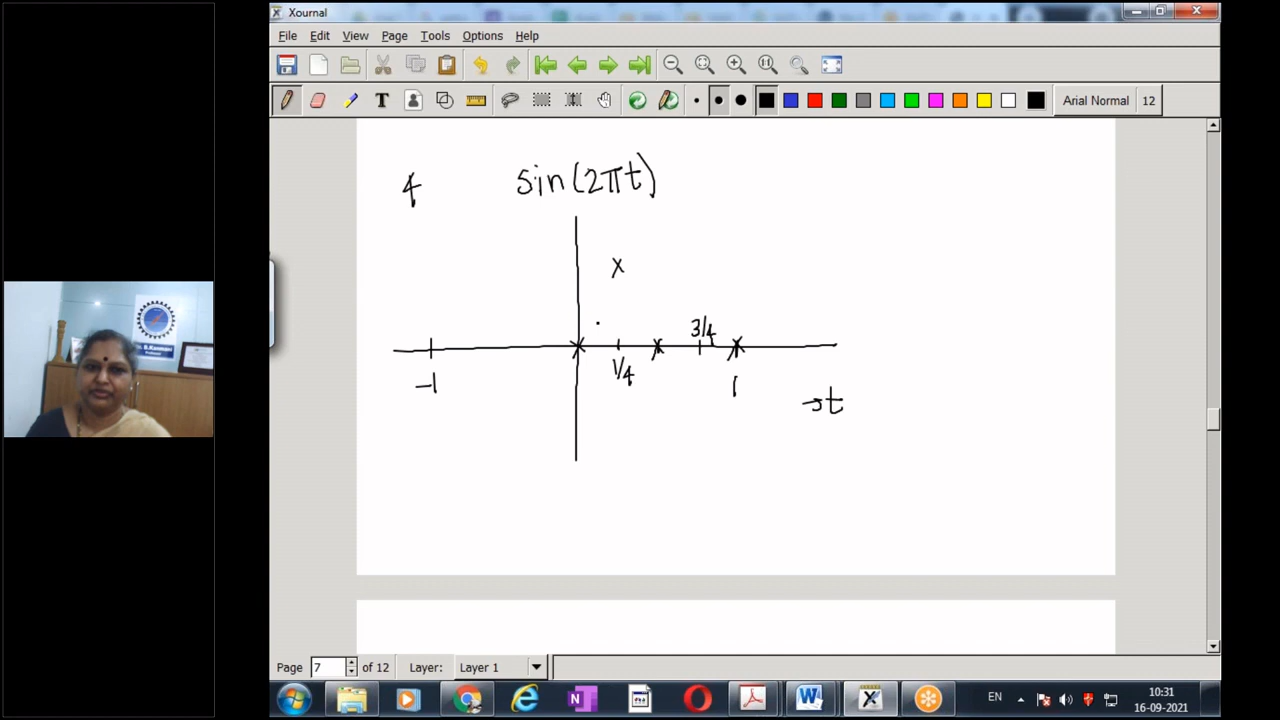 Xournal
File Edit View Page Tools Options Help
Arial Normal 12
4 sin(2πt)
x
3/4
1/4
-1 1
→t
Page 7 of 12 Layer: Layer 1
EN 10:31
16-09-2021